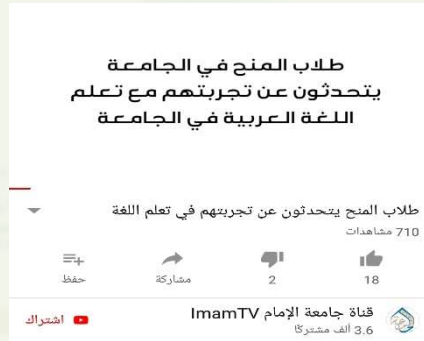 طلاب المنح في الجامعة
يتحدثون عن تجربتهم مع تعلم
اللغة العربية في الجامعة
طلاب المنح يتحدثون عن تجربتهم في تعلم اللغة
710 مشاهدات
18
2
مشاركة
حفظ
قناة جامعة الإمام ImamTV
3.6 ألف مشترك
اشتراك